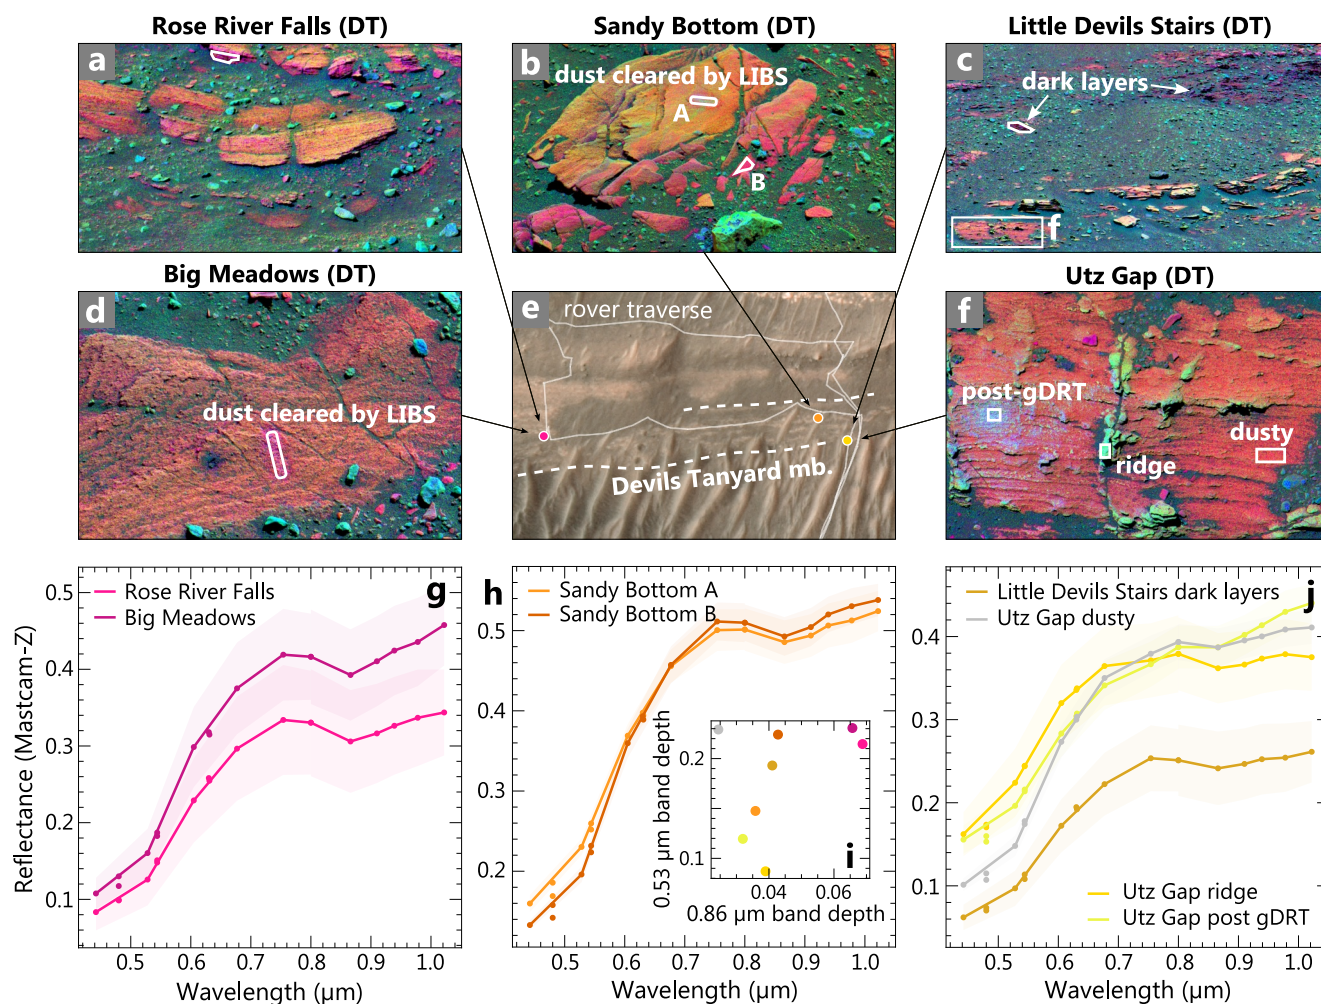 Rose River Falls (DT)
Sandy Bottom (DT)
Little Devils Stairs (DT)
a
b
dust cleared by LIBS
A
B
c
dark layers
f
Big Meadows (DT)
Utz Gap (DT)
d
dust cleared by LIBS
e
rover traverse
Devils Tanyard mb.
f
post-gDRT
dusty
ridge
Reflectance (Mastcam-Z)
0.5
0.4
0.3
0.2
0.1
Rose River Falls
Big Meadows
g
0.5 0.6 0.7 0.8 0.9 1.0
Wavelength (µm)
h
Sandy Bottom A
Sandy Bottom B
0.5
0.4
0.3
0.2
0.53 µm band depth
0.2
0.1
i
0.04 0.06
0.86 µm band depth
0.5 0.6 0.7 0.8 0.9 1.0
Wavelength (µm)
Little Devils Stairs dark layers
Utz Gap dusty
j
0.4
0.3
0.2
0.1
Utz Gap ridge
Utz Gap post gDRT
0.5 0.6 0.7 0.8 0.9 1.0
Wavelength (µm)